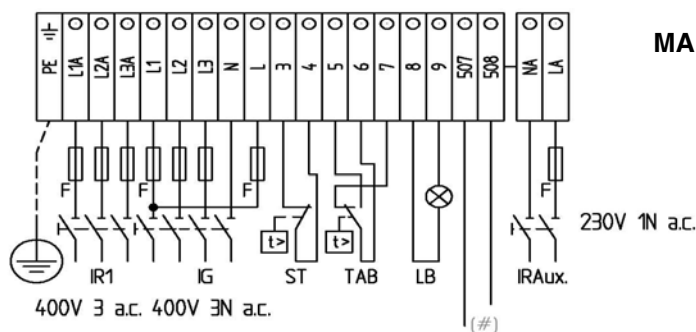 MA
PE L1A L2A L3A L1 L2 L3 N L 3 4 5 6 7 8 9 507 508 NA LA
F F F
t> t> 230V 1N a.c.
IR1 IG ST TAB LB IRAux.
400V 3 a.c. 400V 3N a.c.
(#)